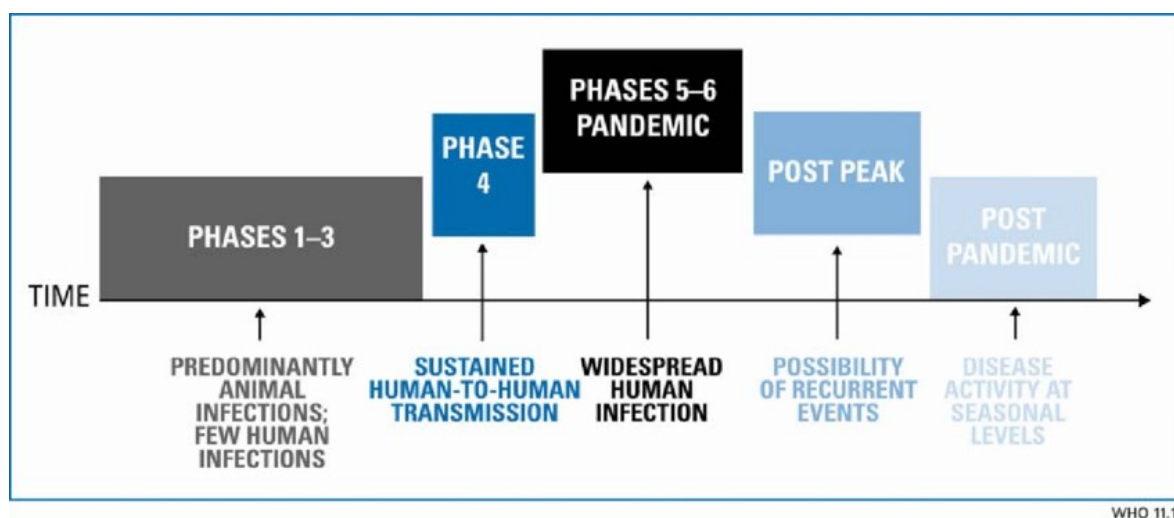 PHASES 5–6
PANDEMIC
PHASE
4
POST PEAK
PHASES 1–3
POST
PANDEMIC
TIME
PREDOMINANTLY
ANIMAL
INFECTIONS;
FEW HUMAN
INFECTIONS
SUSTAINED
HUMAN-TO-HUMAN
TRANSMISSION
WIDESPREAD
HUMAN
INFECTION
POSSIBILITY
OF RECURRENT
EVENTS
DISEASE
ACTIVITY AT
SEASONAL
LEVELS
WHO